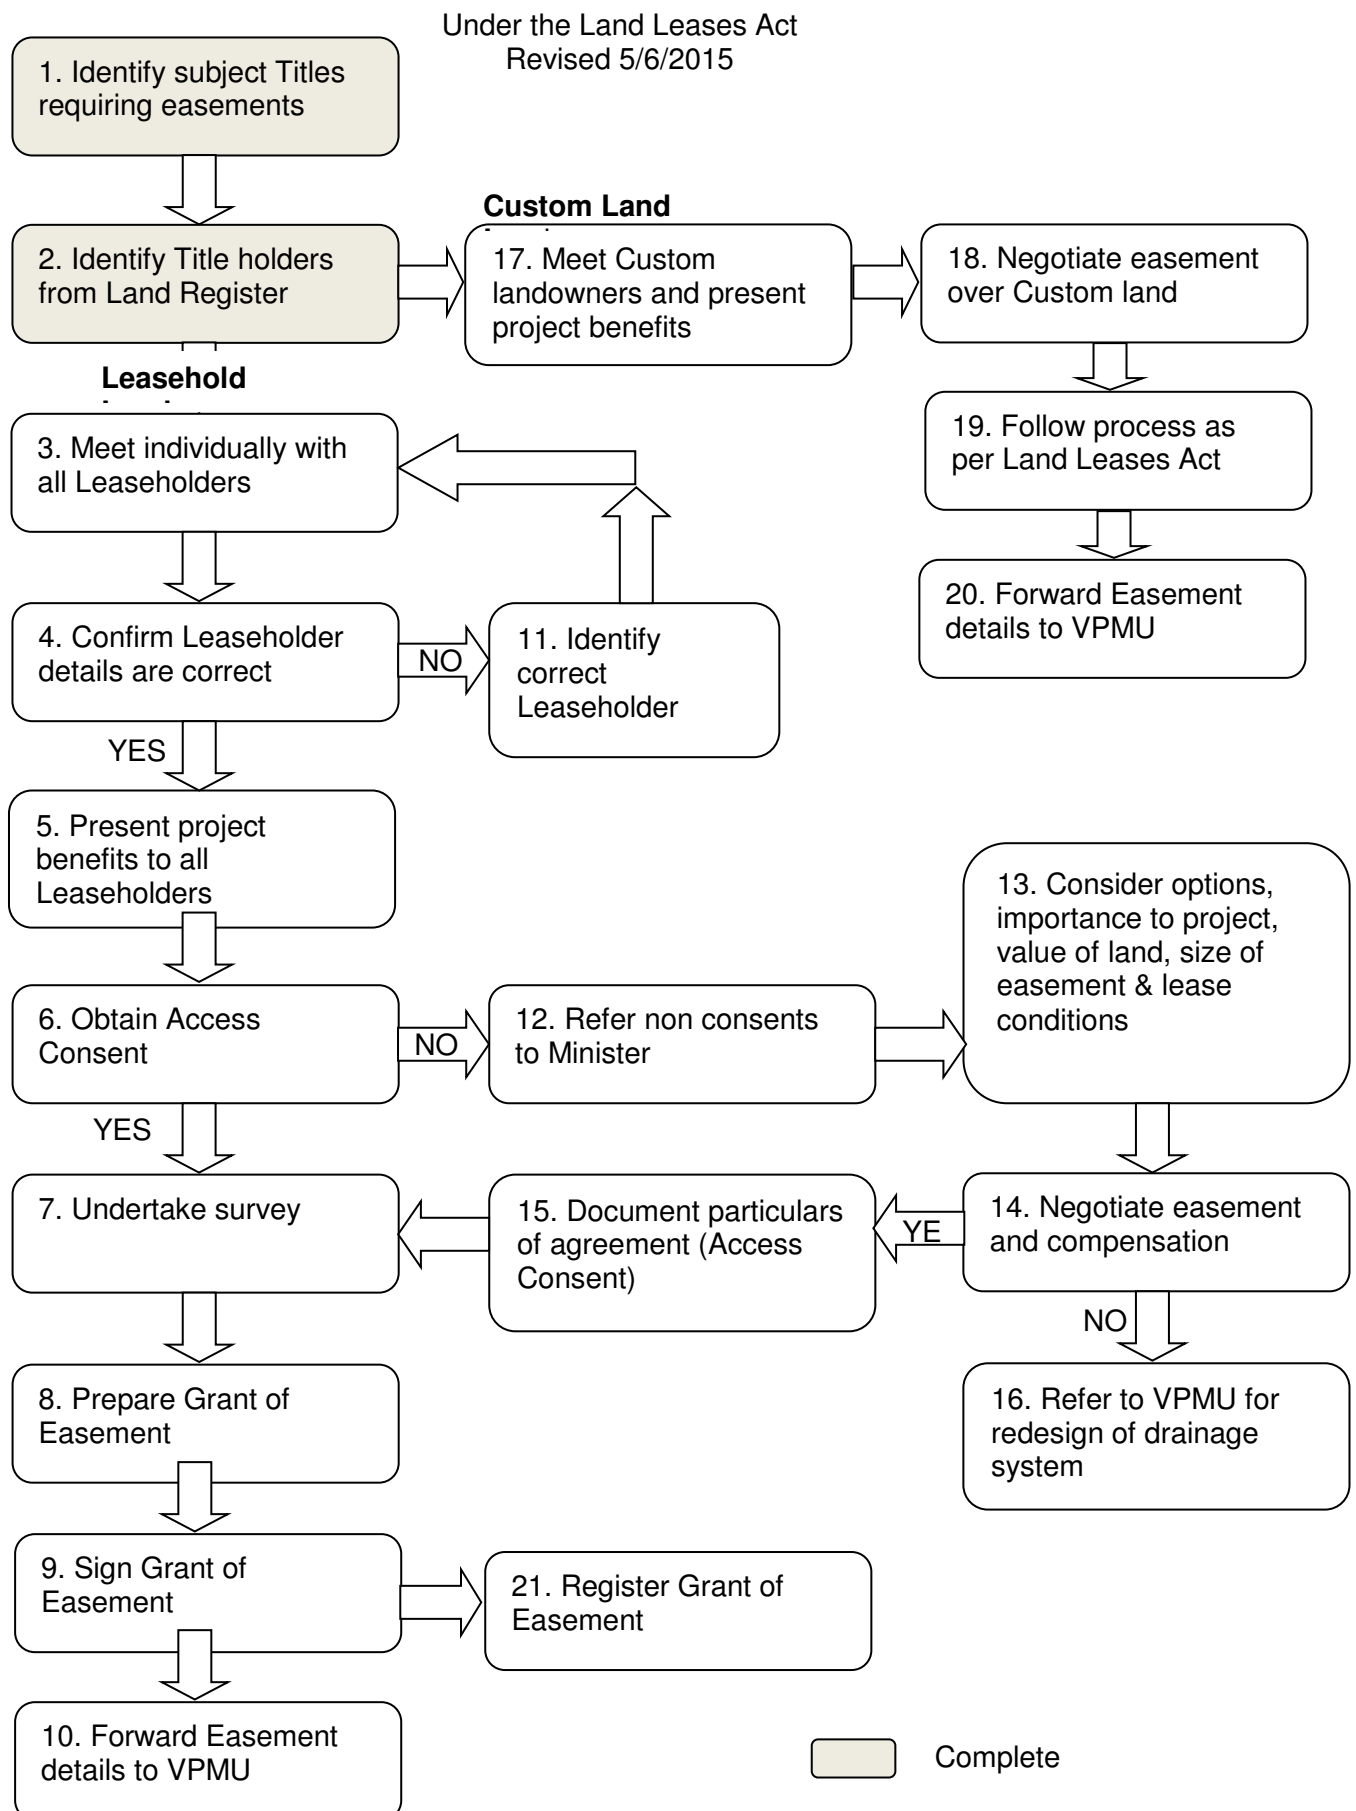 Under the Land Leases Act
Revised 5/6/2015
1. Identify subject Titles
requiring easements
Custom Land
2. Identify Title holders
from Land Register
17. Meet Custom
landowners and present
project benefits
18. Negotiate easement
over Custom land
Leasehold
3. Meet individually with
all Leaseholders
19. Follow process as
per Land Leases Act
20. Forward Easement
details to VPMU
4. Confirm Leaseholder
details are correct
NO
11. Identify
correct
Leaseholder
YES
5. Present project
benefits to all
Leaseholders
13. Consider options,
importance to project,
value of land, size of
easement & lease
conditions
6. Obtain Access
Consent
NO
12. Refer non consents
to Minister
YES
7. Undertake survey
15. Document particulars
of agreement (Access
Consent)
YE
14. Negotiate easement
and compensation
NO
8. Prepare Grant of
Easement
16. Refer to VPMU for
redesign of drainage
system
9. Sign Grant of
Easement
21. Register Grant of
Easement
10. Forward Easement
details to VPMU
Complete